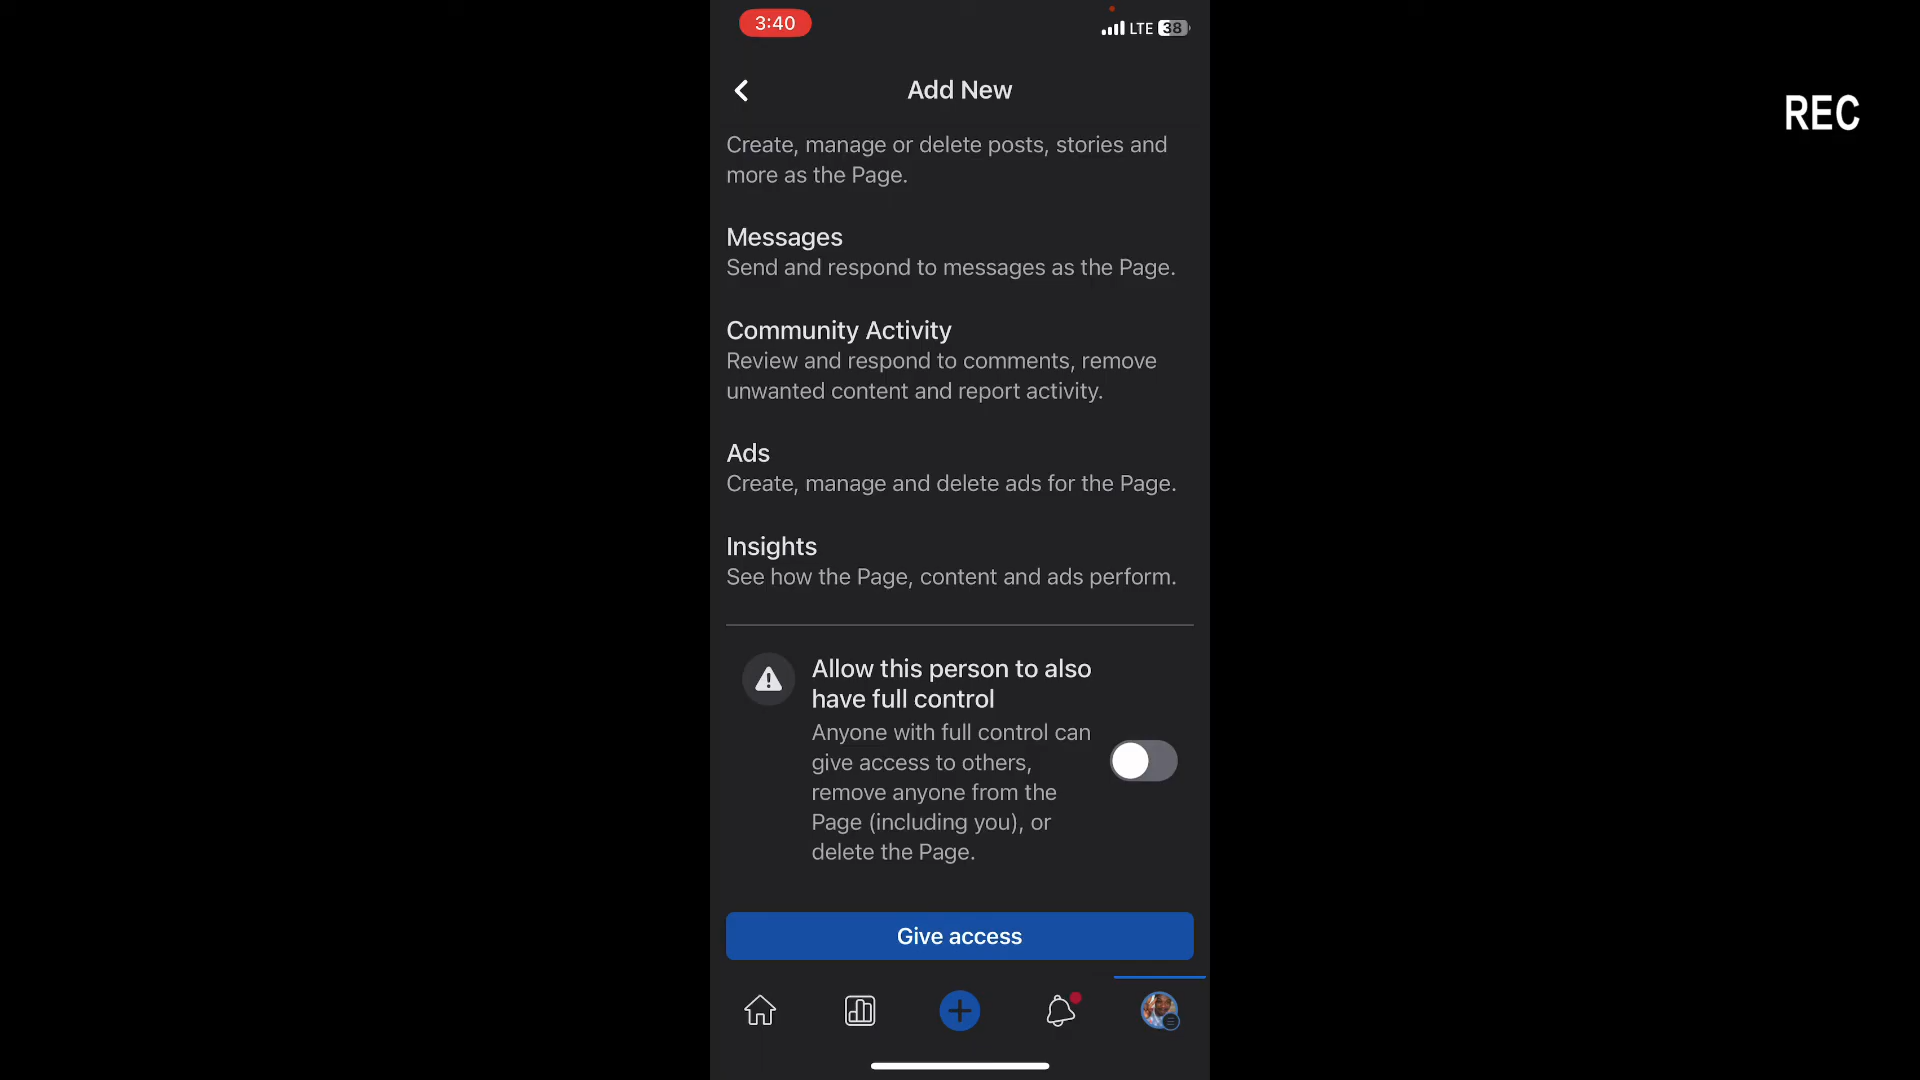 3:40
LTE 38
REC
Add New
Create, manage or delete posts, stories and
more as the Page.
Messages
Send and respond to messages as the Page.
Community Activity
Review and respond to comments, remove
unwanted content and report activity.
Ads
Create, manage and delete ads for the Page.
Insights
See how the Page, content and ads perform.
Allow this person to also
have full control
Anyone with full control can
give access to others,
remove anyone from the
Page (including you), or
delete the Page.
Give access